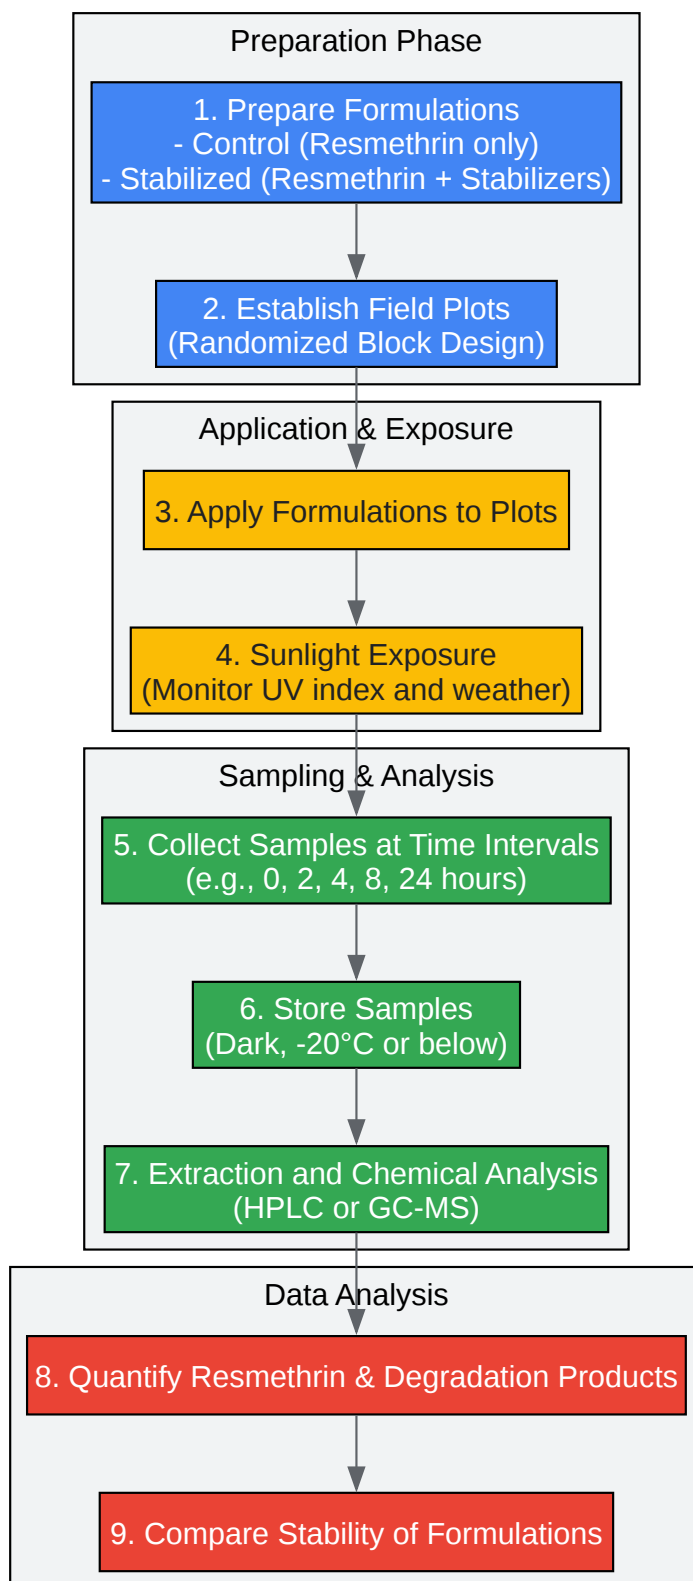 Preparation Phase
1. Prepare Formulations
- Control (Resmethrin only)
- Stabilized (Resmethrin + Stabilizers)
2. Establish Field Plots
(Randomized Block Design)
Application & Exposure
3. Apply Formulations to Plots
4. Sunlight Exposure
(Monitor UV index and weather)
Sampling & Analysis
5. Collect Samples at Time Intervals
(e.g., 0, 2, 4, 8, 24 hours)
6. Store Samples
(Dark, -20°C or below)
7. Extraction and Chemical Analysis
(HPLC or GC-MS)
Data Analysis
8. Quantify Resmethrin & Degradation Products
9. Compare Stability of Formulations